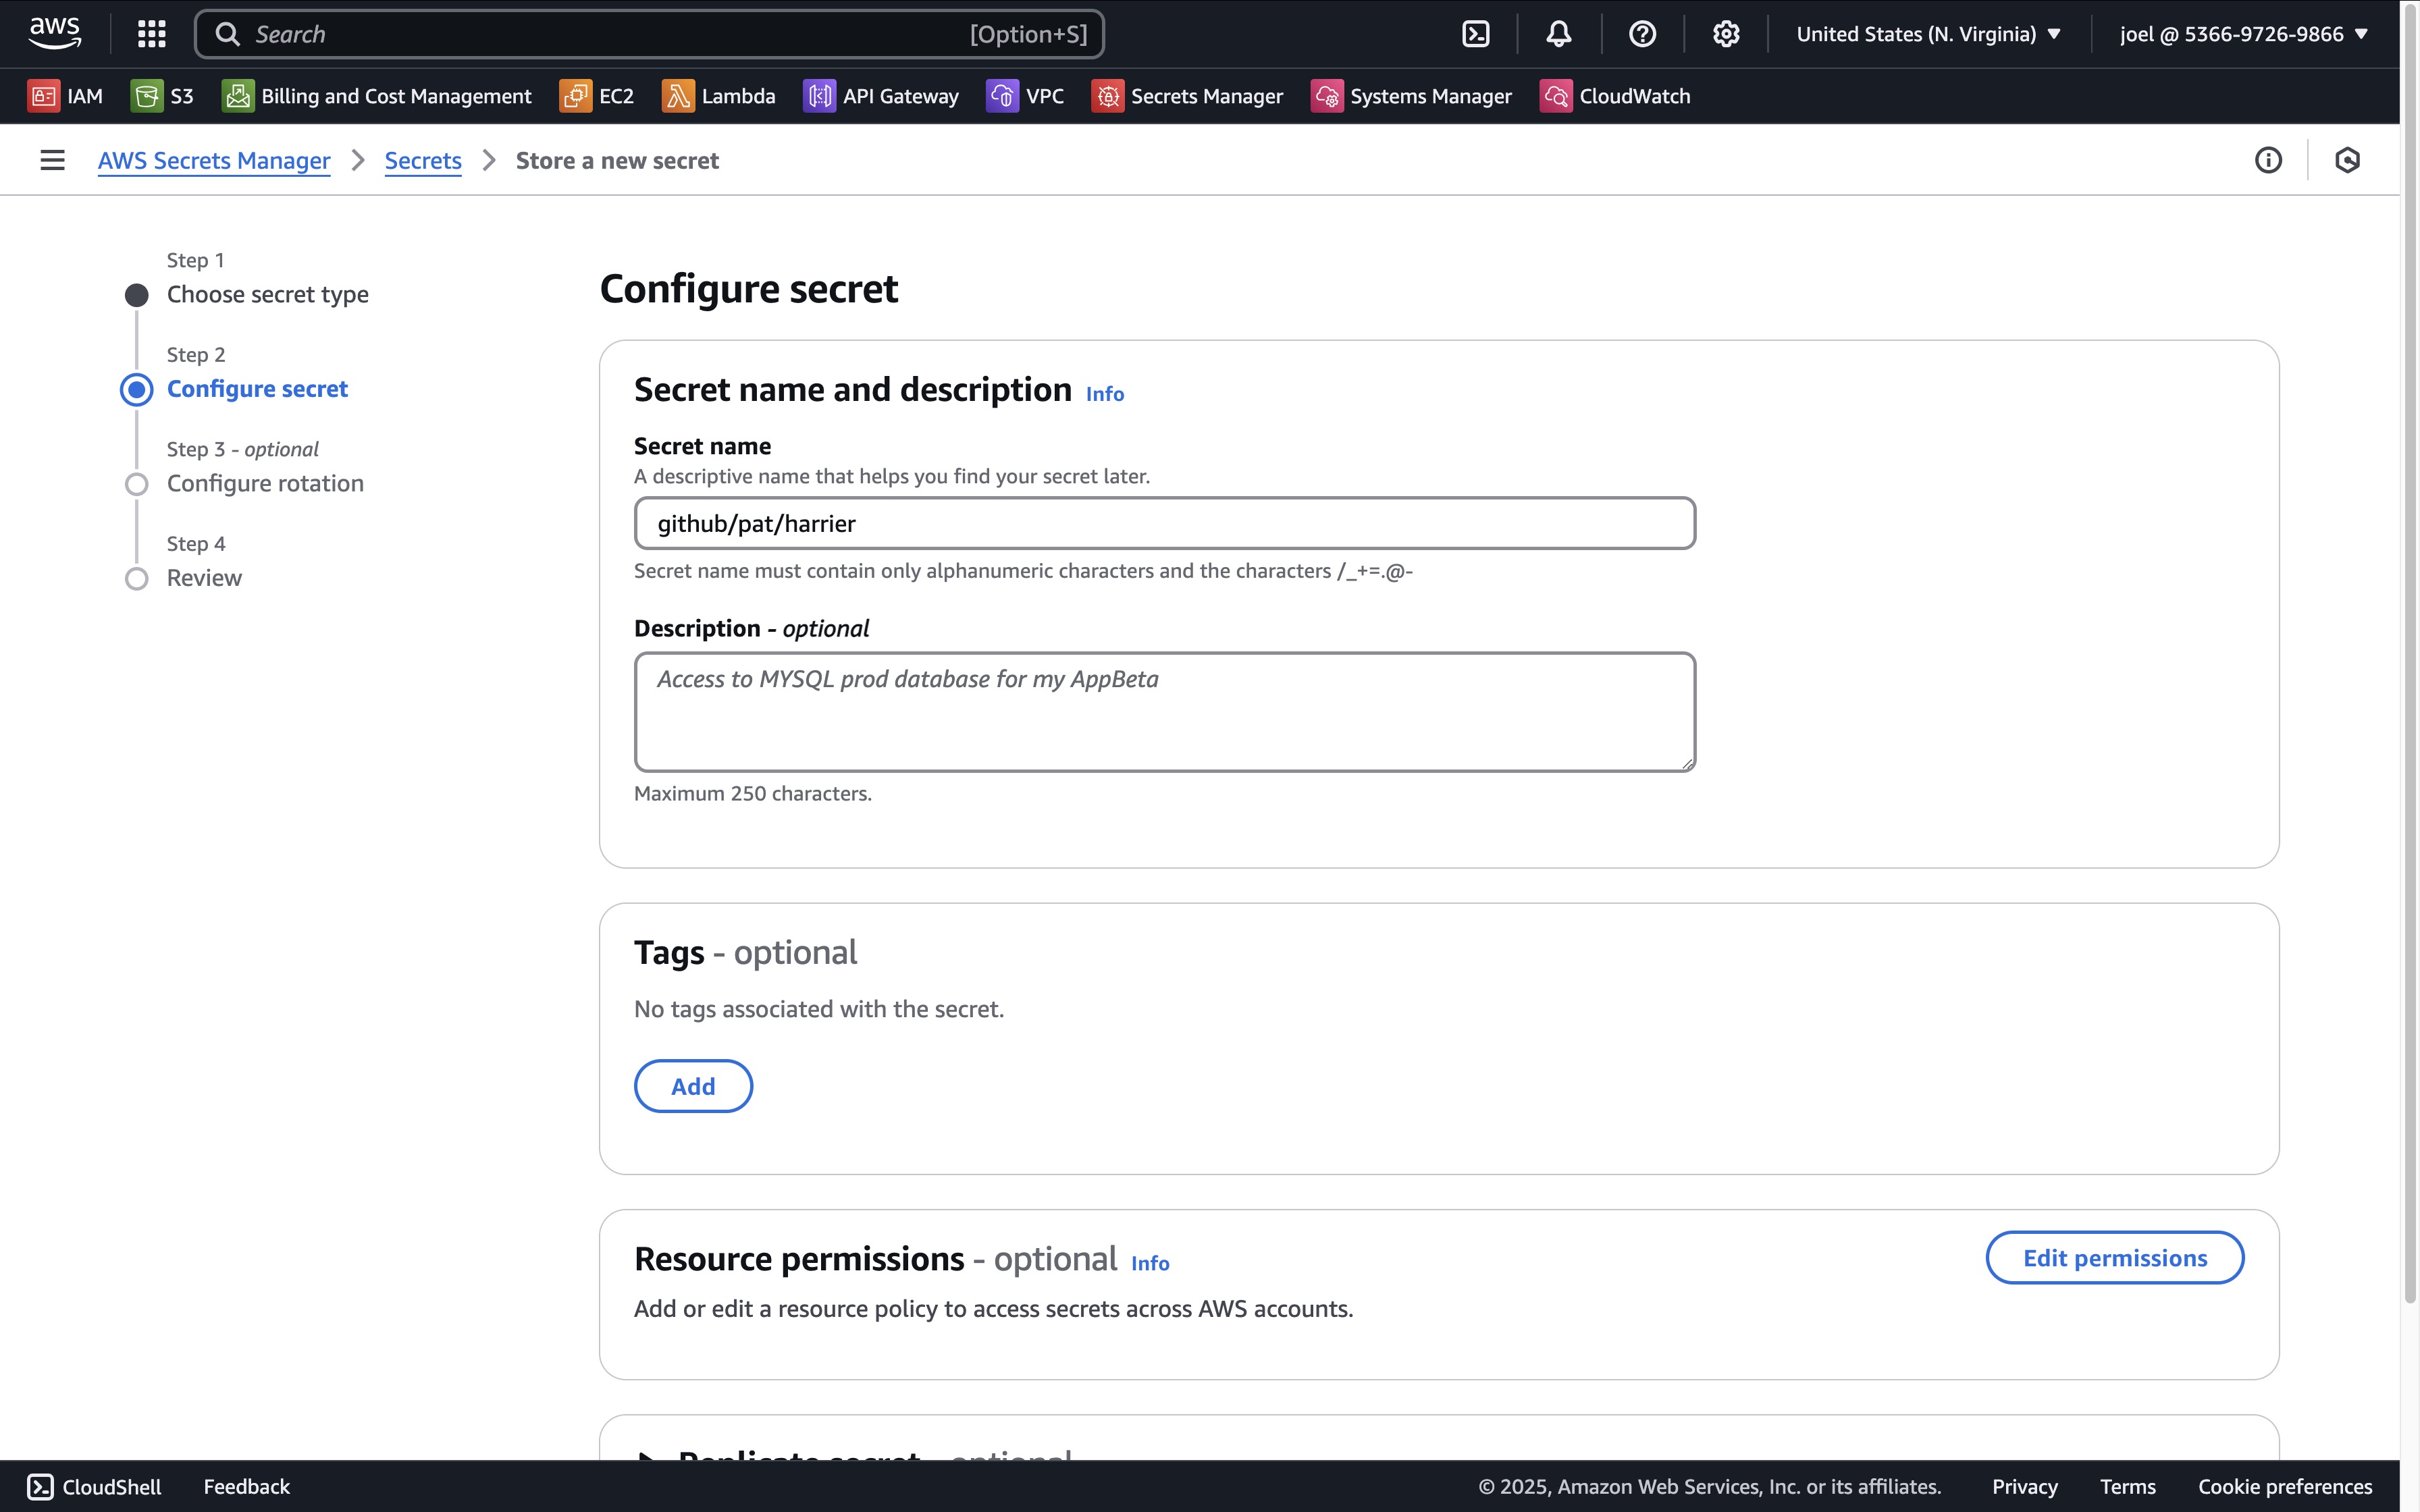 aws
Search [Option+S]
United States (N. Virginia) joel @ 5366-9726-9866
IAM S3 Billing and Cost Management EC2 Lambda API Gateway VPC Secrets Manager Systems Manager CloudWatch
AWS Secrets Manager Secrets Store a new secret
Step 1
Choose secret type
Step 2
Configure secret
Step 3 - optional
Configure rotation
Step 4
Review
Configure secret
Secret name and description Info
Secret name
A descriptive name that helps you find your secret later.
github/pat/harrier
Secret name must contain only alphanumeric characters and the characters /_+=.@-
Description - optional
Access to MYSQL prod database for my AppBeta
Maximum 250 characters.
Tags - optional
No tags associated with the secret.
Add
Resource permissions - optional Info
Edit permissions
Add or edit a resource policy to access secrets across AWS accounts.
Replicate secret - optional
CloudShell Feedback © 2025, Amazon Web Services, Inc. or its affiliates. Privacy Terms Cookie preferences